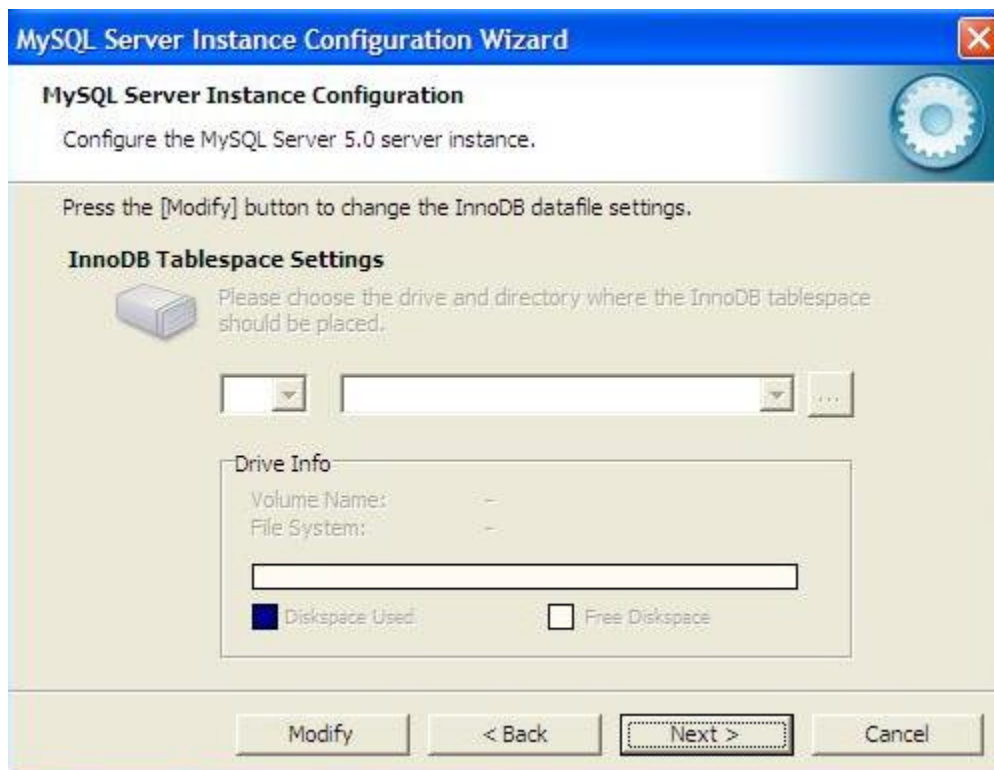 MySQL Server Instance Configuration Wizard
MySQL Server Instance Configuration
Configure the MySQL Server 5.0 server instance.
Press the [Modify] button to change the InnoDB datafile settings.
InnoDB Tablespace Settings
Please choose the drive and directory where the InnoDB tablespace
should be placed.
...
Drive Info
Volume Name: -
File System: -
Diskspace Used
Free Diskspace
Modify
< Back
Next >
Cancel